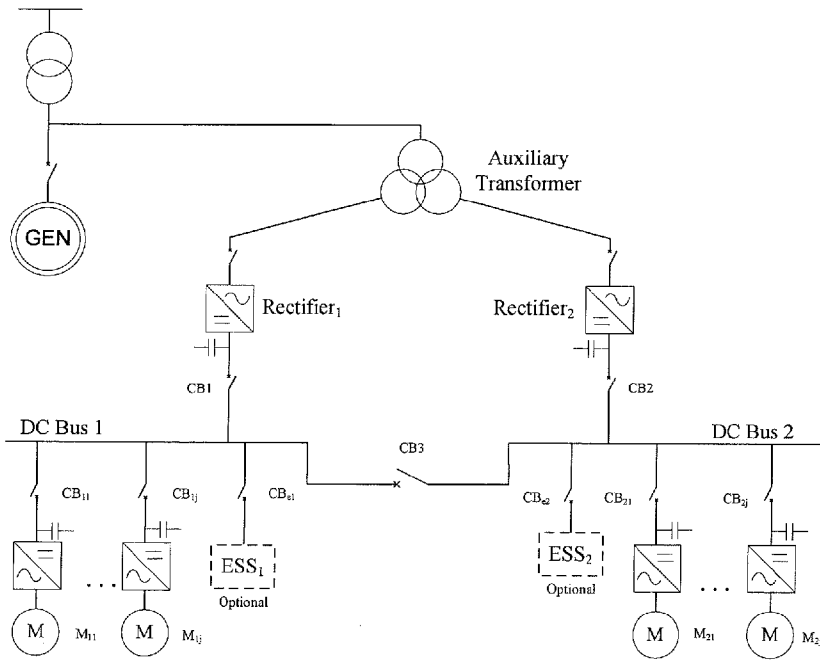 Auxiliary
Transformer
GEN
Rectifier₁
Rectifier₂
CB1
CB2
DC Bus 1
CB3
DC Bus 2
CB₁₁
CB₁ⱼ
CBₑ₁
CBₑ₂
CB₂₁
CB₂ⱼ
ESS₁
ESS₂
Optional
Optional
. . .
. . .
M
M₁₁
M
M₁ⱼ
M
M₂₁
M
M₂ⱼ